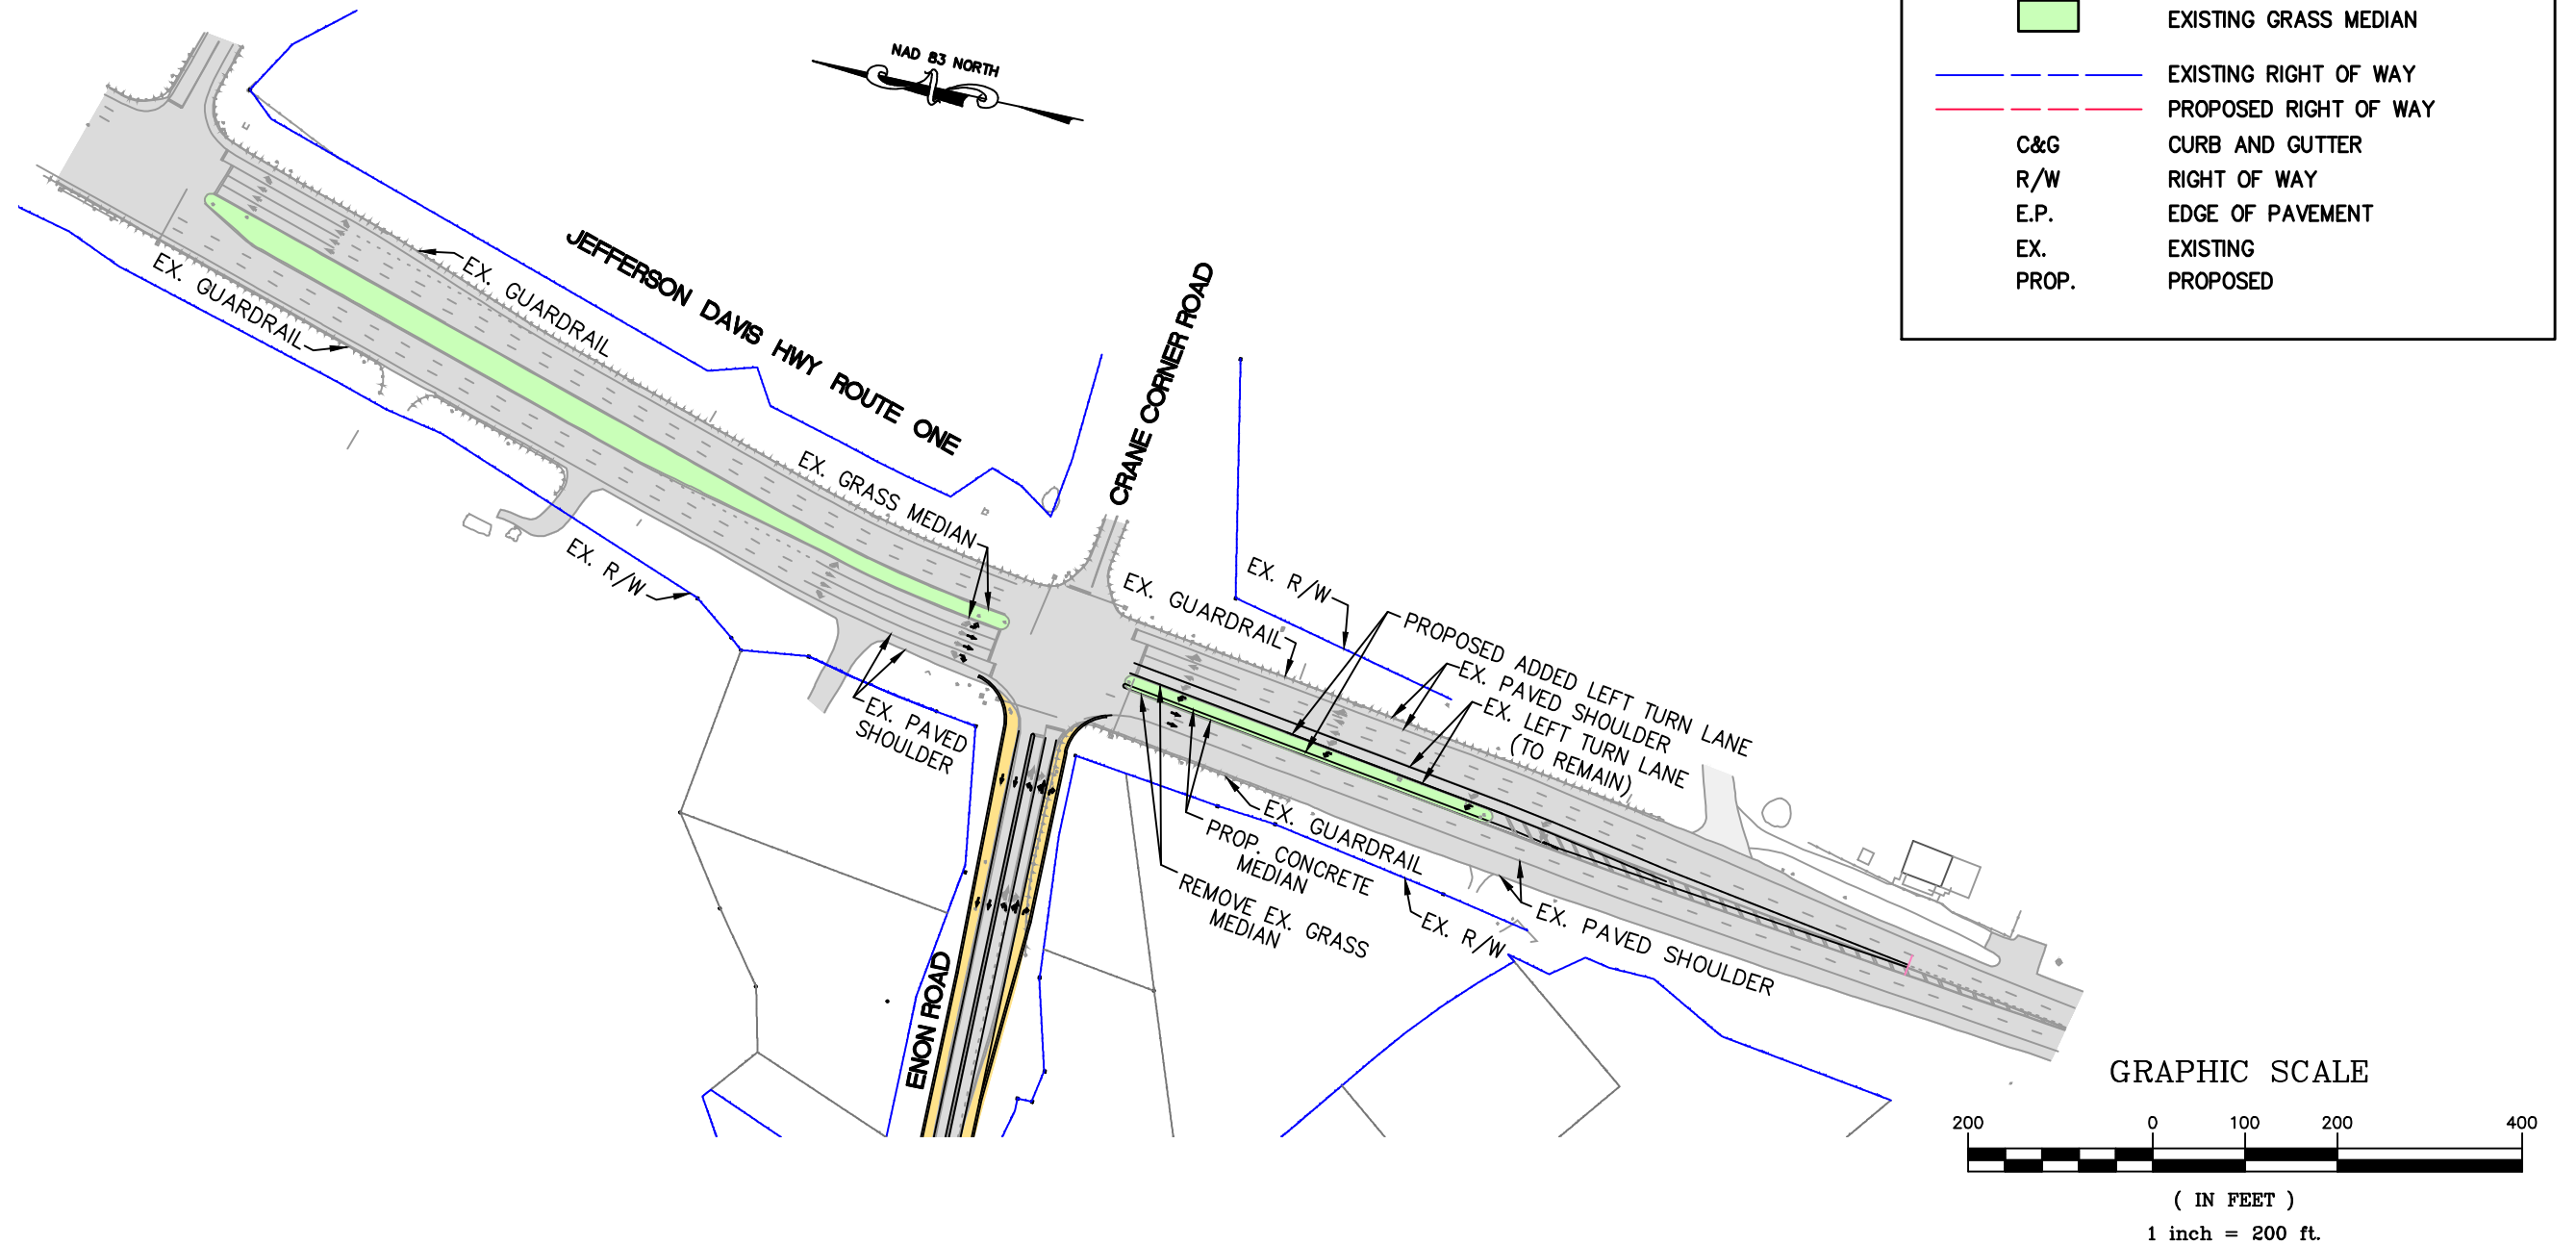 EXISTING GRASS MEDIAN
EXISTING RIGHT OF WAY
PROPOSED RIGHT OF WAY
C&G CURB AND GUTTER
R/W RIGHT OF WAY
E.P. EDGE OF PAVEMENT
EX. EXISTING
PROP. PROPOSED
NAD 83 NORTH
JEFFERSON DAVIS HWY ROUTE ONE
CRANE CORNER ROAD
EX. GUARDRAIL
EX. GUARDRAIL
EX. GRASS MEDIAN
EX. R/W
EX. PAVED
SHOULDER
EX. GUARDRAIL
EX. R/W
PROPOSED ADDED LEFT TURN LANE
EX. PAVED SHOULDER
EX. LEFT TURN LANE
(TO REMAIN)
EX. GUARDRAIL
PROP. CONCRETE
MEDIAN
REMOVE EX. GRASS
MEDIAN
EX. R/W
EX. PAVED SHOULDER
ENON ROAD
GRAPHIC SCALE
200 0 100 200 400
( IN FEET )
1 inch = 200 ft.